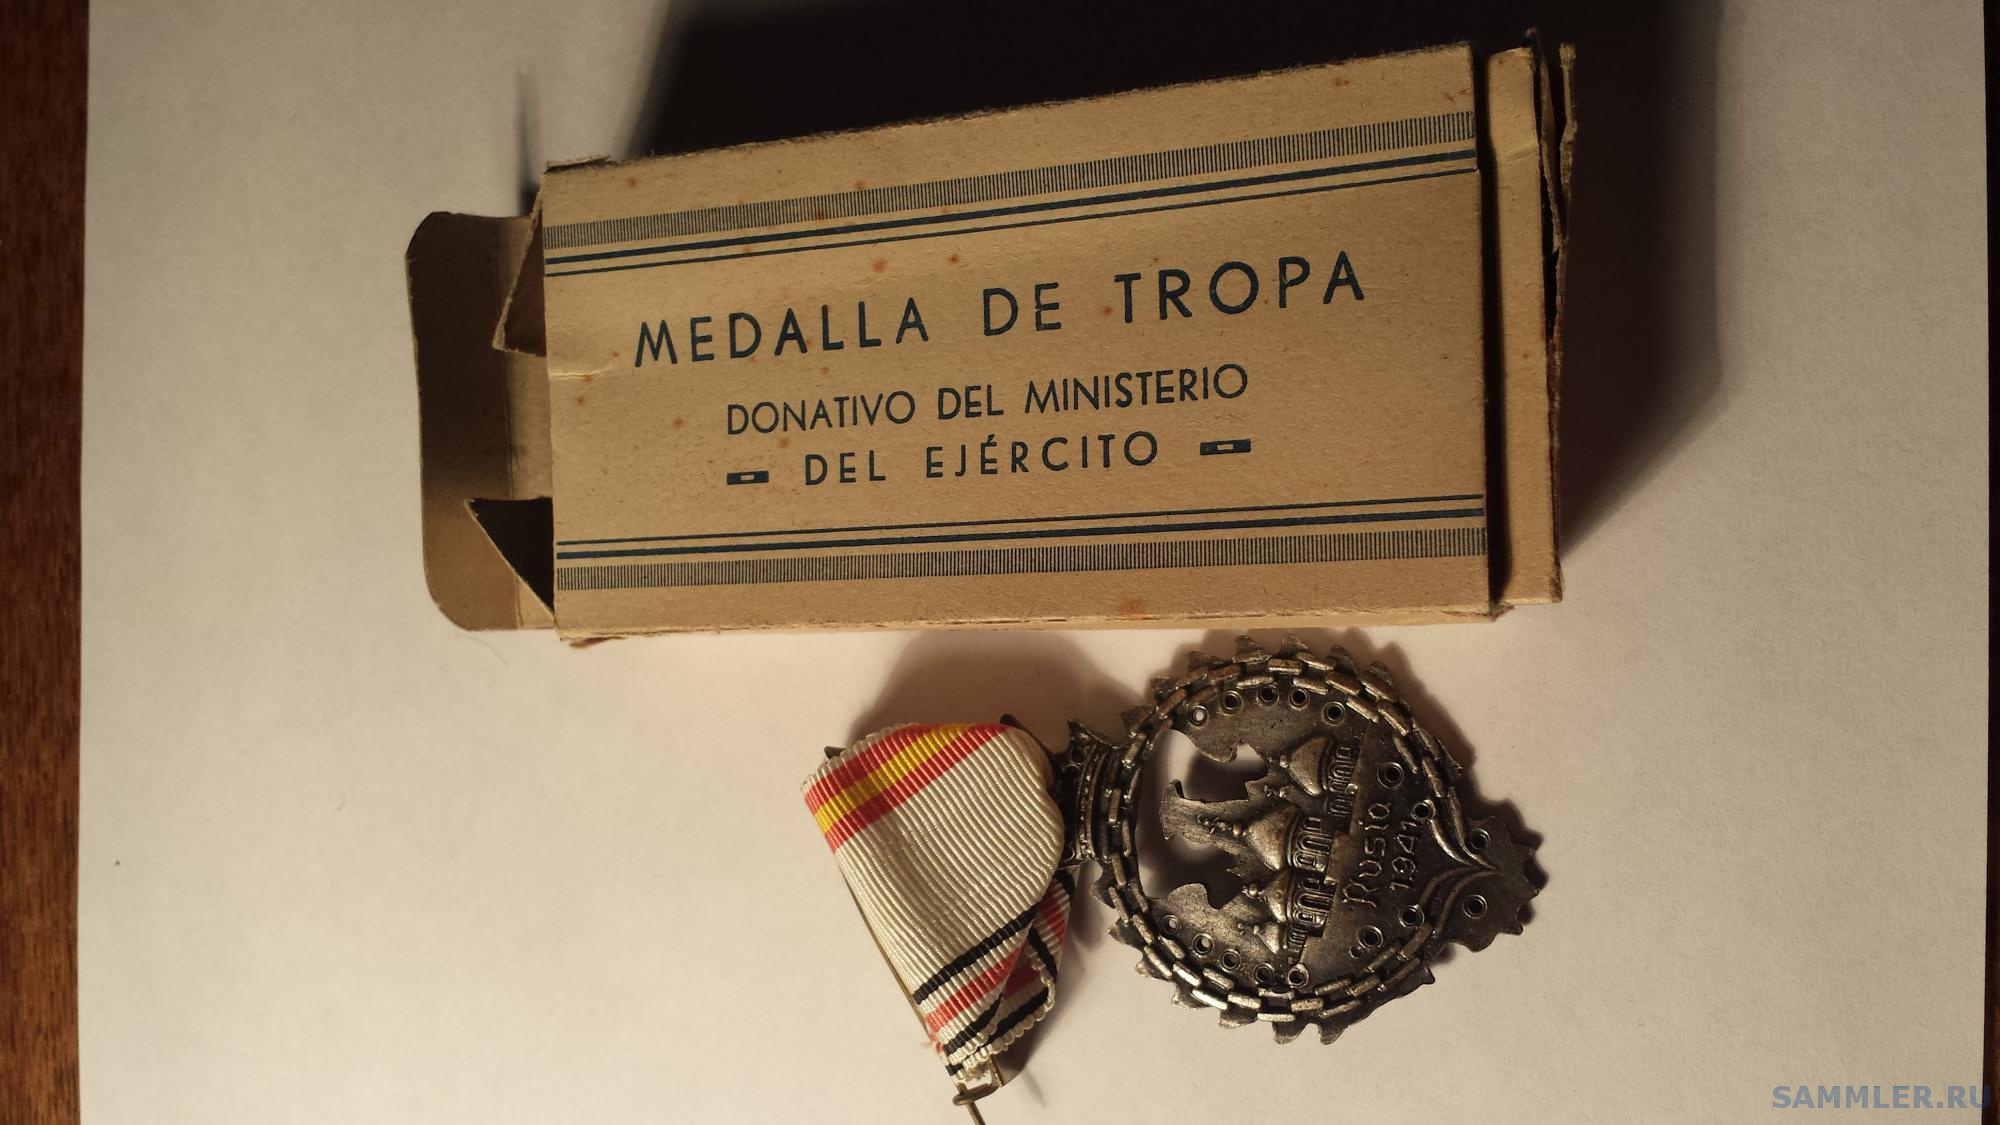 MEDALLA DE TROPA
DONATIVO DEL MINISTERIO
DEL EJÉRCITO
Rusia
1941
SAMMLER.RU